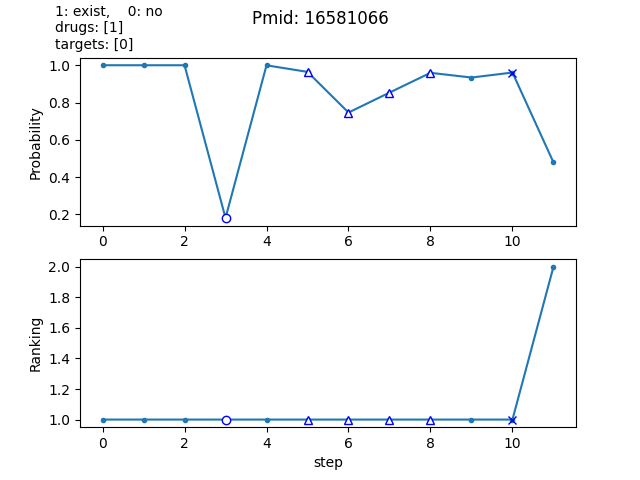 1: exist,    0: no
drugs: [1]
targets: [0]
Pmid: 16581066
1.0
0.8
0.6
0.4
0.2
Probability
0 2 4 6 8 10
2.0
1.8
1.6
1.4
1.2
1.0
Ranking
0 2 4 6 8 10
step